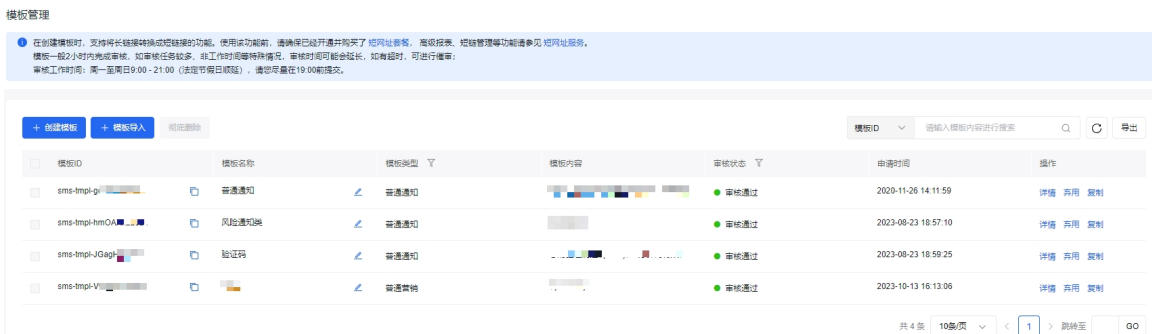 模板管理
在创建模板时，支持将长链接转换成短链接的功能。使用该功能前，请确保已经开通并购买了 短网址套餐， 高级报表、短链管理等功能请参见 短网址服务。
模板一般2小时内完成审核，如审核任务较多、非工作时间等特殊情况，审核时间可能会延长，如有超时，可进行催审；
审核工作时间：周一至周日9:00 - 21:00（法定节假日顺延），请您尽量在19:00前提交。
+ 创建模板 + 模板导入 彻底删除 模板ID 请输入模板内容进行搜索 导出
模板ID 模板名称 模板类型 模板内容 审核状态 申请时间 操作
sms-tmpl-g 普通通知 普通通知 审核通过 2020-11-26 14:11:59 详情 弃用 复制
sms-tmpl-hmOA 风险通知类 普通通知 审核通过 2023-08-23 18:57:10 详情 弃用 复制
sms-tmpl-JGagH 验证码 普通通知 审核通过 2023-08-23 18:59:25 详情 弃用 复制
sms-tmpl-V 普通营销 审核通过 2023-10-13 16:13:06 详情 弃用 复制
共 4 条 10条/页 < 1 > 跳转至 GO